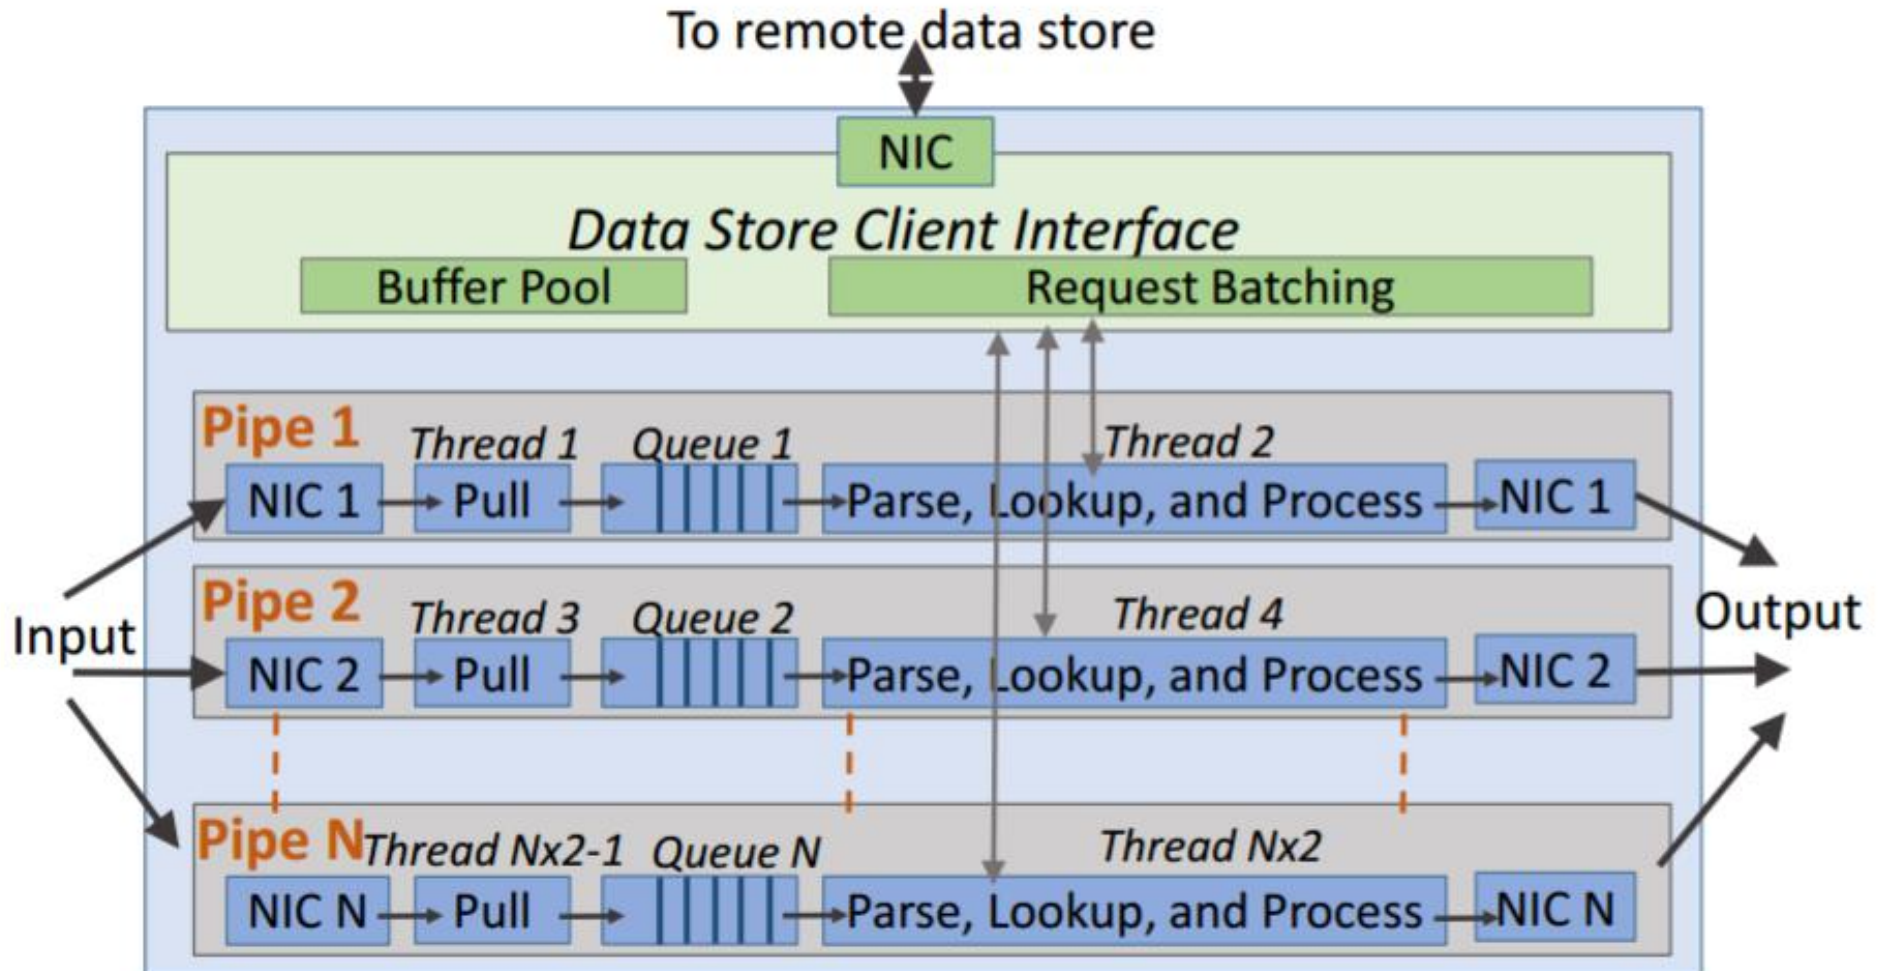 To remote data store
NIC
Data Store Client Interface
Buffer Pool
Request Batching
Pipe 1
Thread 1
Queue 1
Thread 2
NIC 1
Pull
Parse, Lookup, and Process
NIC 1
Pipe 2
Thread 3
Queue 2
Thread 4
Input
Output
NIC 2
Pull
Parse, Lookup, and Process
NIC 2
Pipe N
Thread Nx2-1
Queue N
Thread Nx2
NIC N
Pull
Parse, Lookup, and Process
NIC N